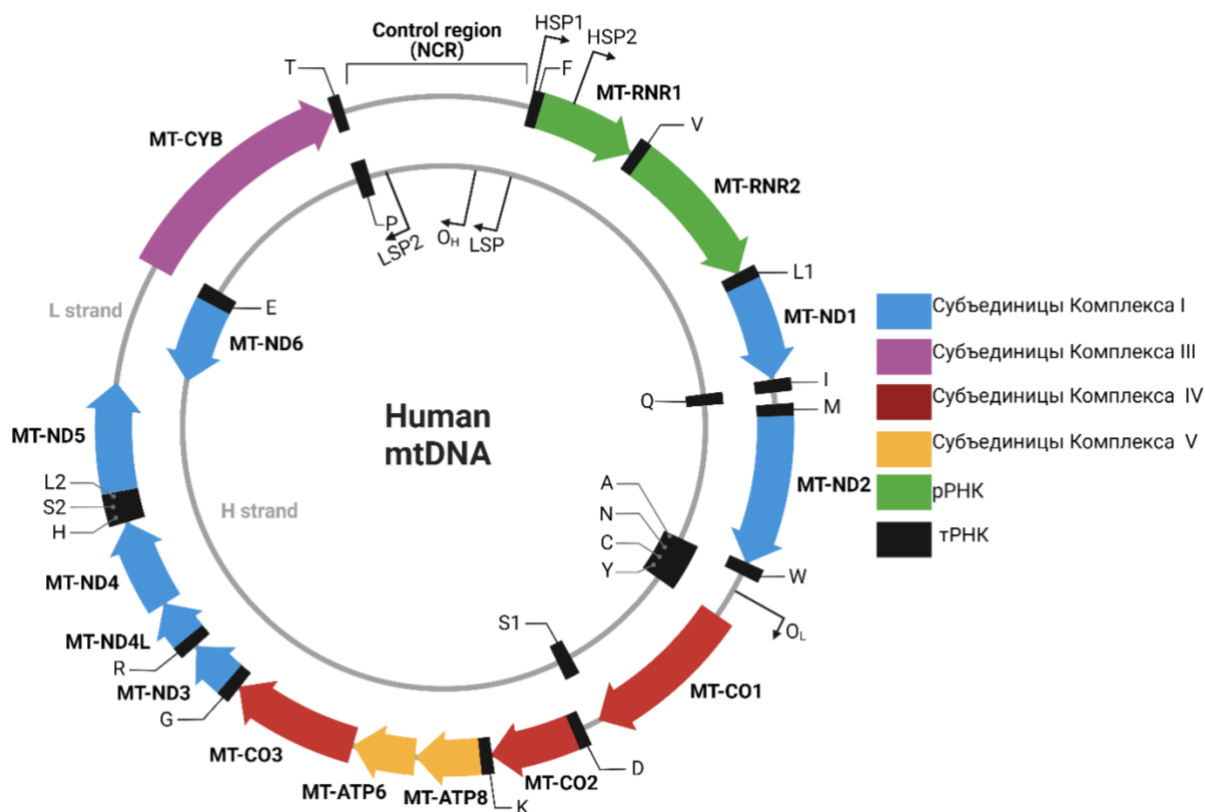 Control region
(NCR)
HSP1
HSP2
T
F
MT-RNR1
MT-CYB
V
MT-RNR2
P
LSP2
OH
LSP
L1
E
L strand
MT-ND1
MT-ND6
I
Q
M
Human
mtDNA
MT-ND5
MT-ND2
L2
S2
H
H strand
A
N
C
Y
W
MT-ND4
OL
S1
MT-ND4L
R
MT-ND3
MT-CO1
G
MT-CO3
D
MT-CO2
MT-ATP6
MT-ATP8
K
Субъединицы Комплекса I
Субъединицы Комплекса III
Субъединицы Комплекса IV
Субъединицы Комплекса V
рРНК
тРНК